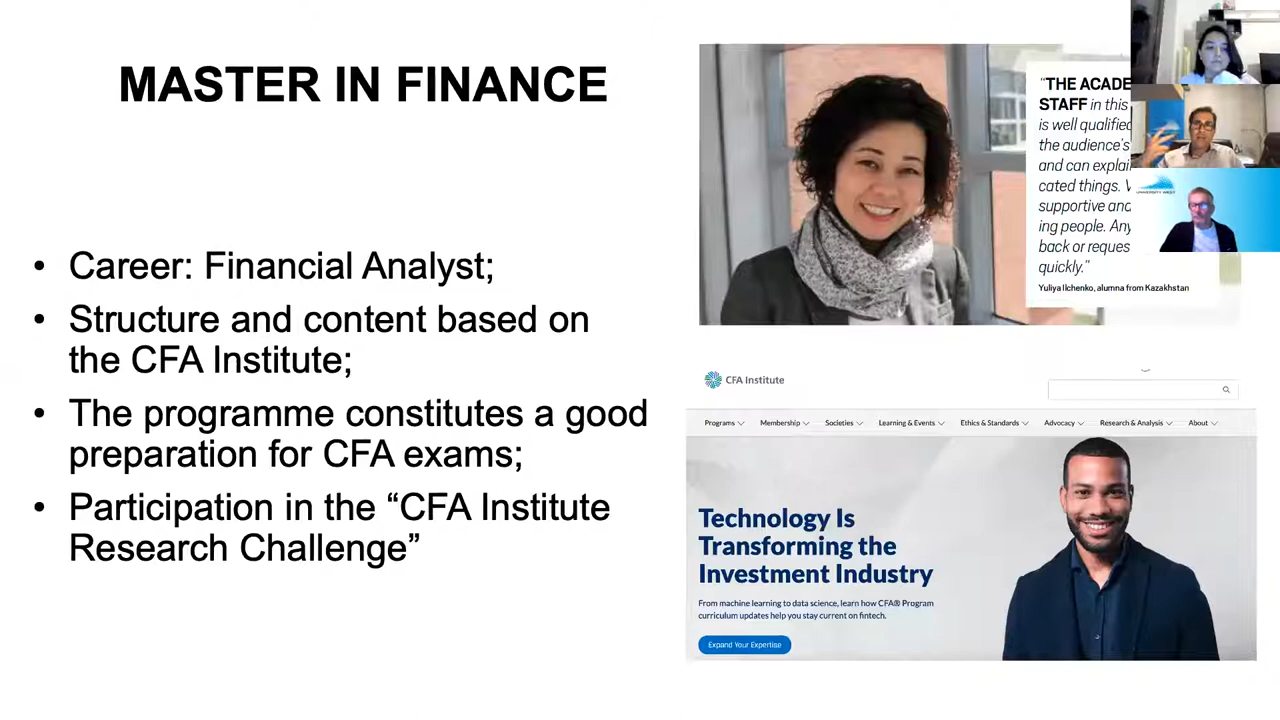 MASTER IN FINANCE
• Career: Financial Analyst;
• Structure and content based on
the CFA Institute;
• The programme constitutes a good
preparation for CFA exams;
• Participation in the “CFA Institute
Research Challenge”
"THE ACADE
STAFF in this
is well qualified
the audience's
and can explai
cated things.
supportive and
ing people. Any
back or reques
quickly."
Yuliya Ilchenko, alumna from Kazakhstan
UNIVERSITY WEST
CFA Institute
Programs Membership Societies Learning & Events Ethics & Standards Advocacy Research & Analysis About
Technology Is
Transforming the
Investment Industry
From machine learning to data science, learn how CFA® Program
curriculum updates help you stay current on fintech.
Expand Your Expertise